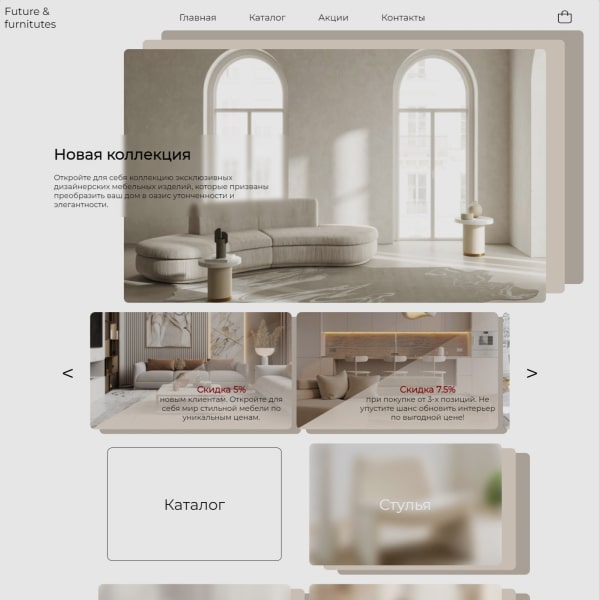 Future &
furnitutes
Главная Каталог Акции Контакты
Новая коллекция
Откройте для себя коллекцию эксклюзивных
дизайнерских мебельных изделий, которые призваны
преобразить ваш дом в оазис утонченности и
элегантности.
<
Скидка 5%
новым клиентам. Откройте для
себя мир стильной мебели по
уникальным ценам.
Скидка 7.5%
при покупке от 3-х позиций. Не
упустите шанс обновить интерьер
по выгодной цене!
>
Каталог
Стулья